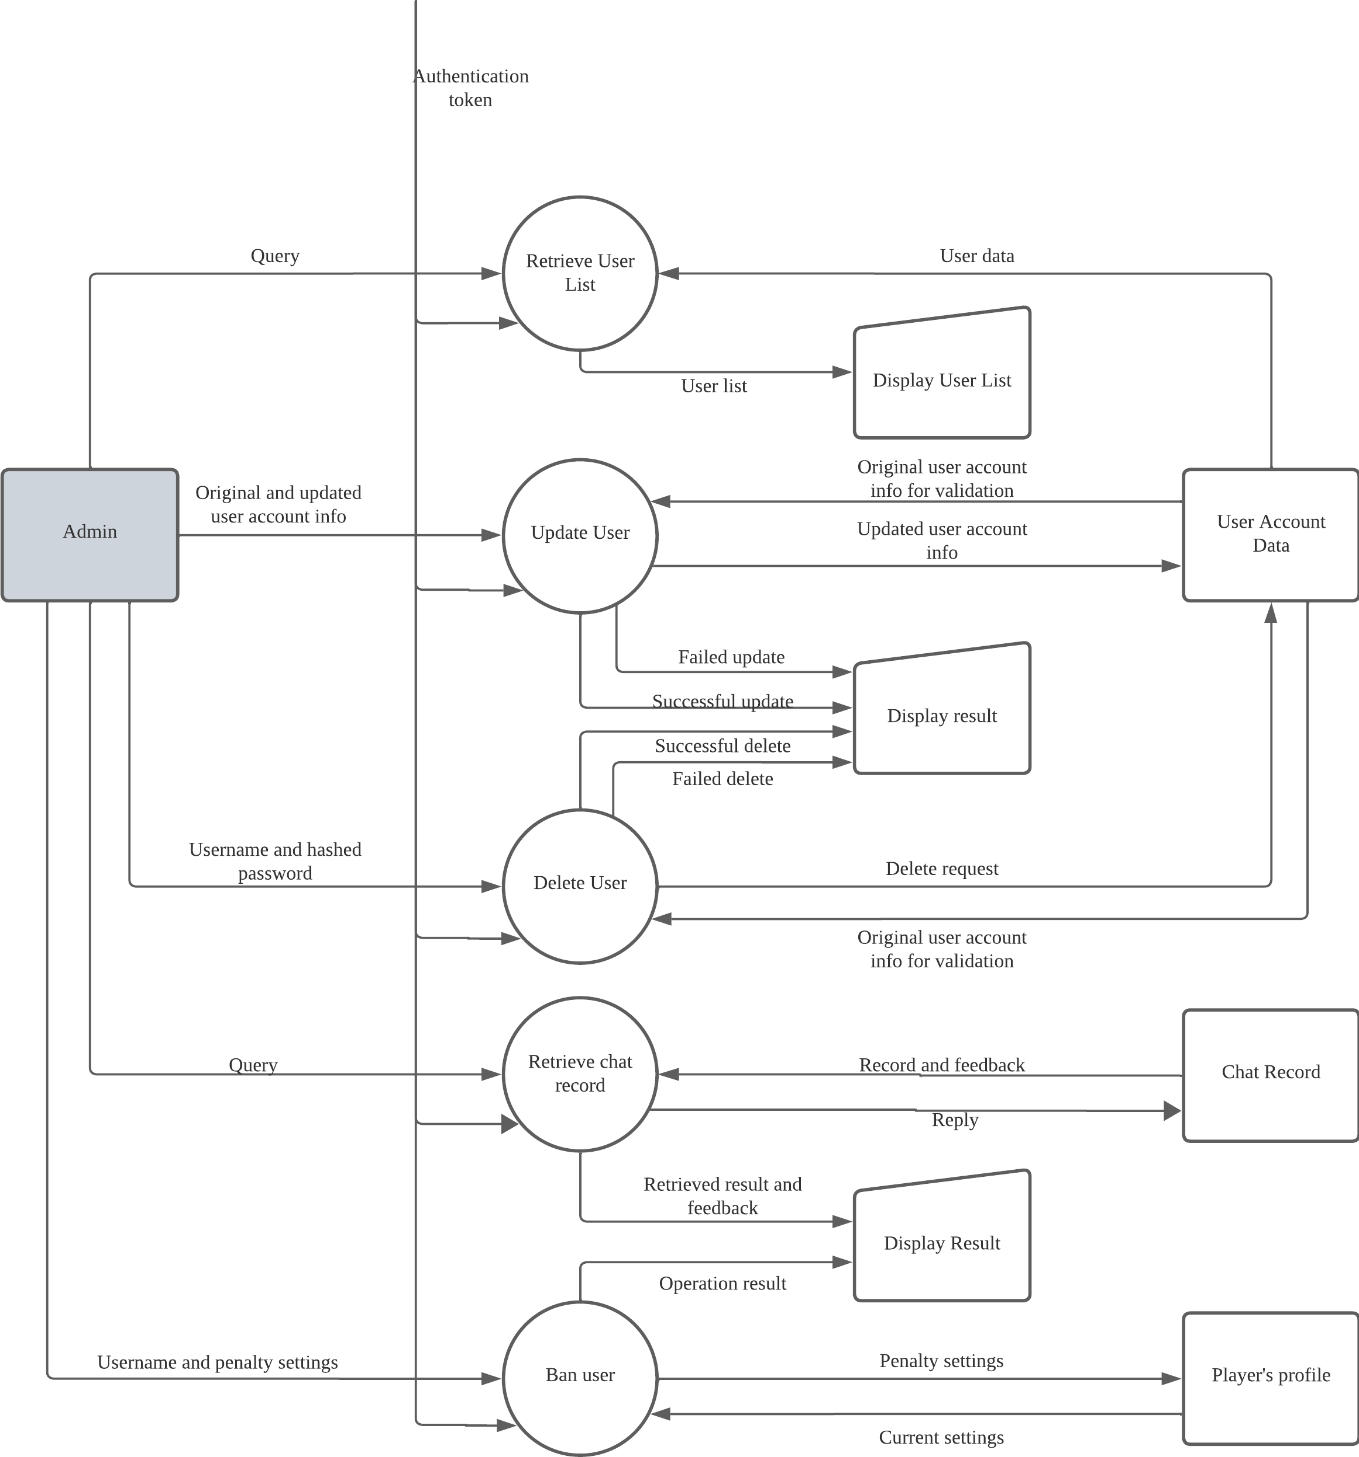 Authentication
token
Query
Retrieve User
List
User data
User list
Display User List
Admin
Original and updated
user account info
Update User
Original user account
info for validation
Updated user account
info
User Account
Data
Failed update
Successful update
Display result
Successful delete
Failed delete
Username and hashed
password
Delete User
Delete request
Original user account
info for validation
Query
Retrieve chat
record
Record and feedback
Reply
Chat Record
Retrieved result and
feedback
Display Result
Operation result
Username and penalty settings
Ban user
Penalty settings
Player's profile
Current settings